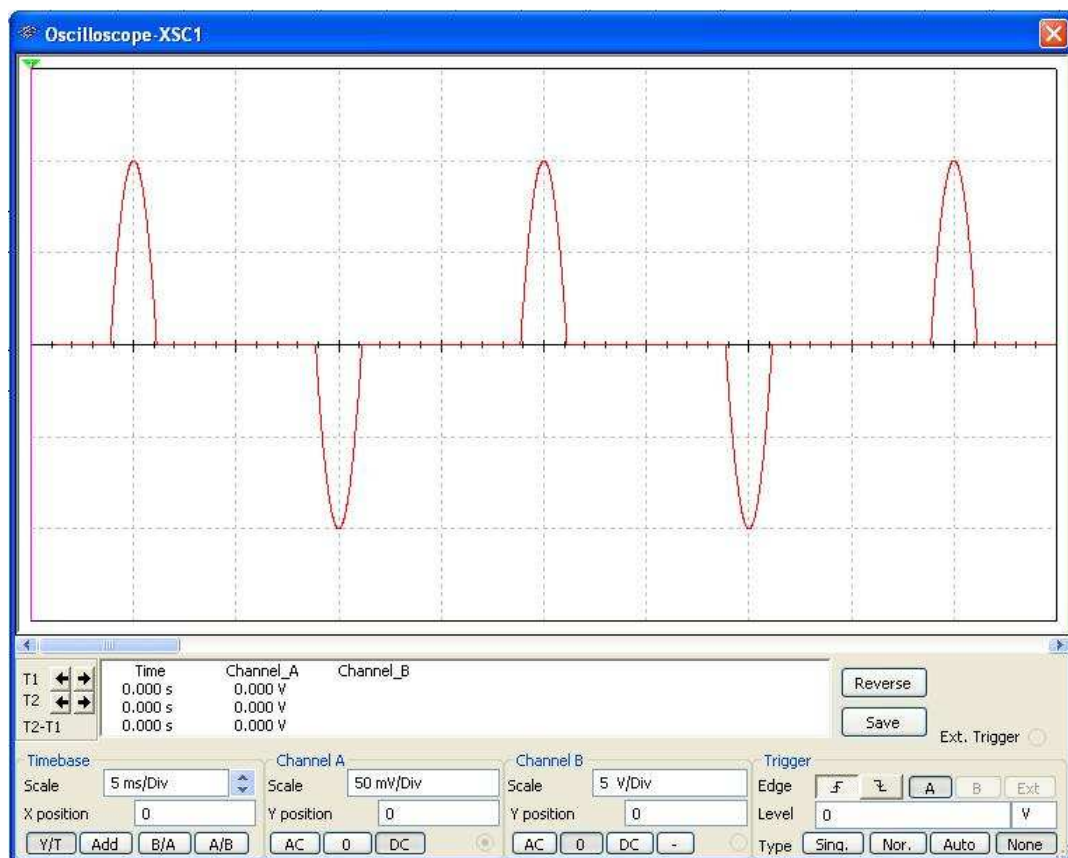 Oscilloscope-XSC1
Time Channel_A Channel_B
T1 0.000 s 0.000 V
T2 0.000 s 0.000 V
T2-T1 0.000 s 0.000 V
Reverse
Save
Ext. Trigger
Timebase
Scale 5 ms/Div
X position 0
Y/T Add B/A A/B
Channel A
Scale 50 mV/Div
Y position 0
AC 0 DC
Channel B
Scale 5 V/Div
Y position 0
AC 0 DC -
Trigger
Edge A B Ext
Level 0 V
Type Sing. Nor. Auto None